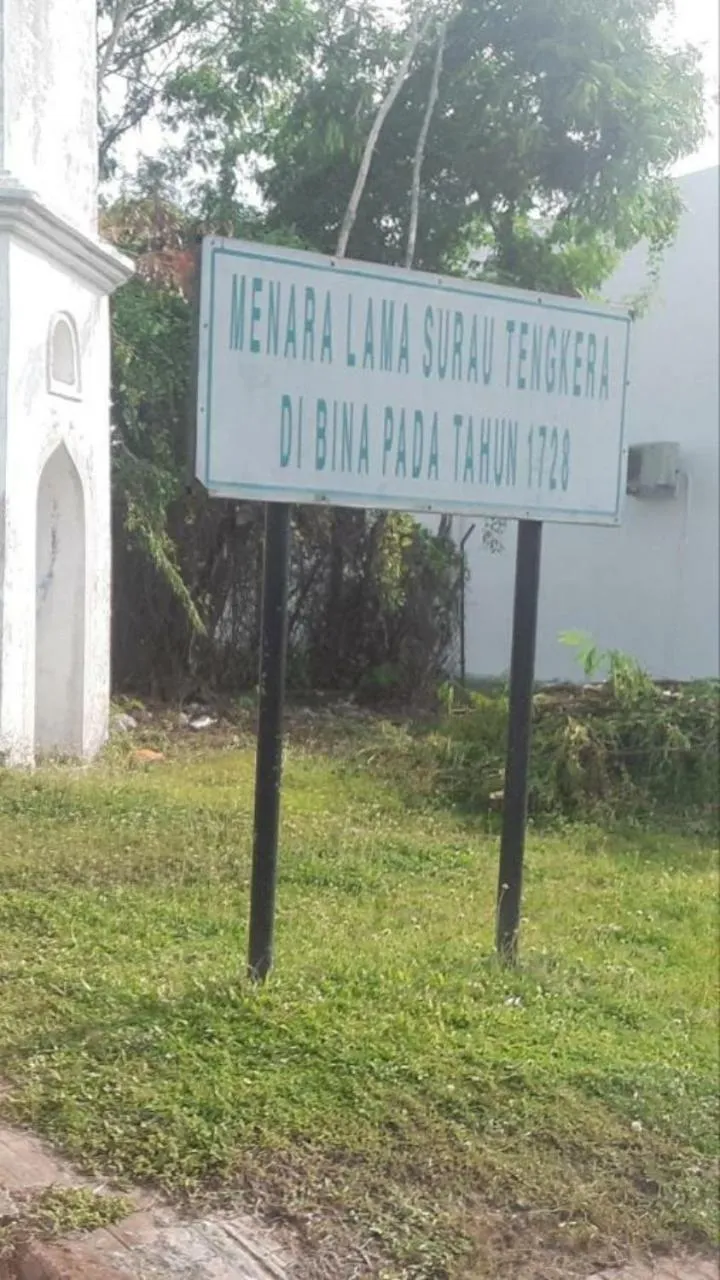 MENARA LAMA SURAU TENGKERA
DI BINA PADA TAHUN 1728